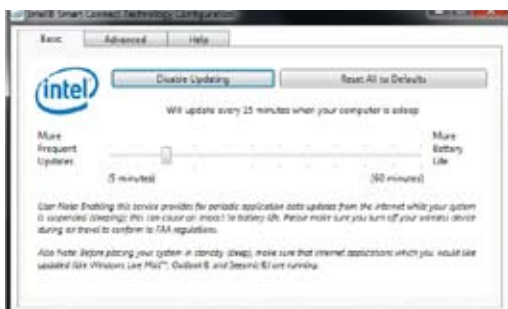 Intel® Smart Connect Technology Configuration
Basic Advanced Help
intel
Disable Updating Reset All to Defaults
Will update every 15 minutes when your computer is asleep
More Frequent Updates
More Battery Life
(5 minutes) (60 minutes)
User Note: Enabling this service provides for periodic application data updates from the internet while your system
is suspended (sleeping); this can cause an impact to battery life. Please make sure you turn off your wireless device
during air travel to conform to FAA regulations.
Also Note: Before placing your system in standby (sleep), make sure that internet applications which you would like
updated like Windows Live Mail™, Outlook® and Seesmic® are running.